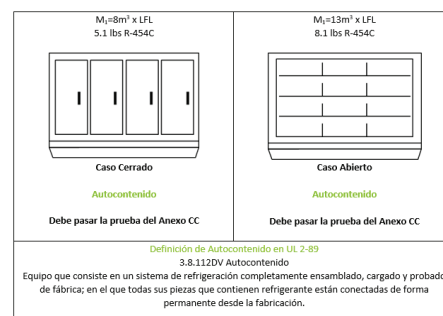 M₁=8m³ x LFL
5.1 lbs R-454C
Caso Cerrado
Autocontenido
Debe pasar la prueba del Anexo CC
M₁=13m³ x LFL
8.1 lbs R-454C
Caso Abierto
Autocontenido
Debe pasar la prueba del Anexo CC
Definición de Autocontenido en UL 2-89
3.8.112DV Autocontenido
Equipo que consiste en un sistema de refrigeración completamente ensamblado, cargado y probado
de fábrica; en el que todas sus piezas que contienen refrigerante están conectadas de forma
permanente desde la fabricación.